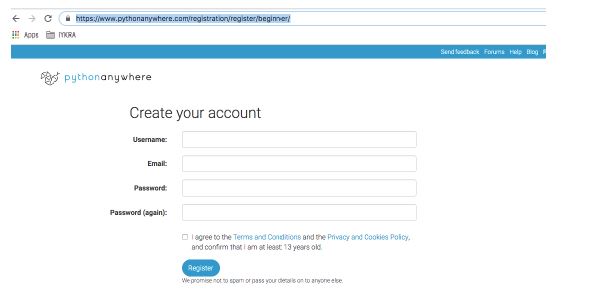 https://www.pythonanywhere.com/registration/register/beginner/
Apps IYKRA
Send feedback Forums Help Blog
pythonanywhere
Create your account
Username:
Email:
Password:
Password (again):
I agree to the Terms and Conditions and the Privacy and Cookies Policy,
and confirm that I am at least 13 years old.
Register
We promise not to spam or pass your details on to anyone else.